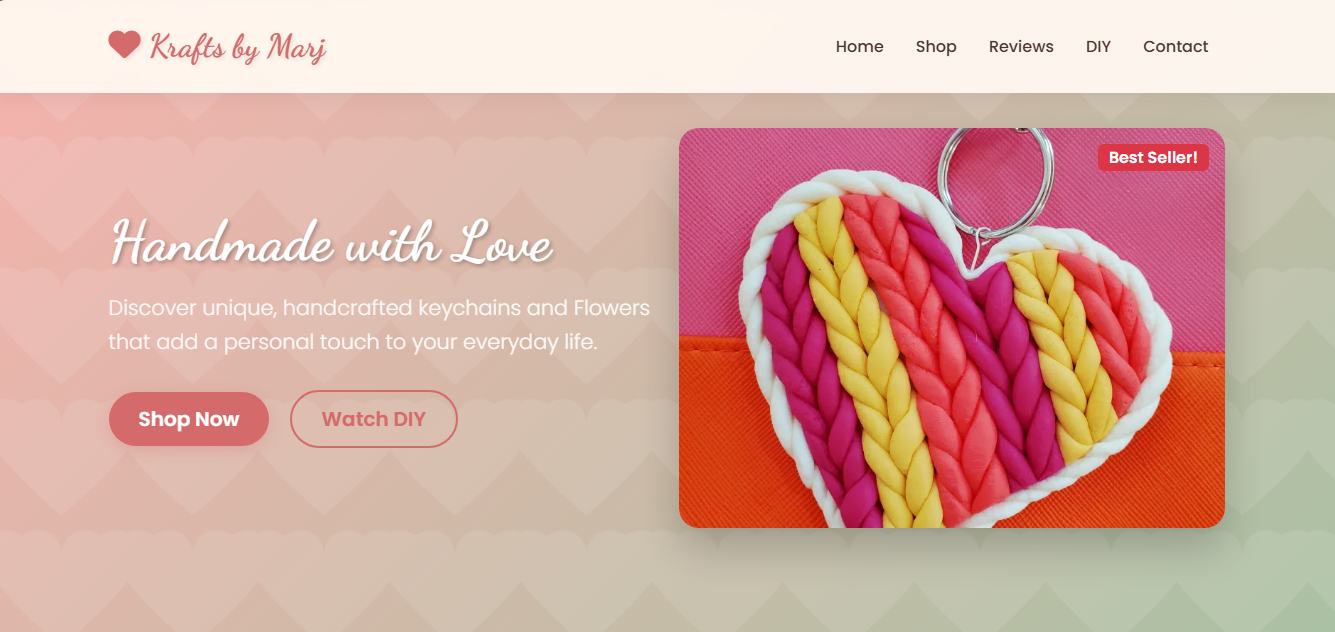 Krafts by Marj
Home Shop Reviews DIY Contact
Best Seller!
Handmade with Love
Discover unique, handcrafted keychains and Flowers
that add a personal touch to your everyday life.
Shop Now Watch DIY